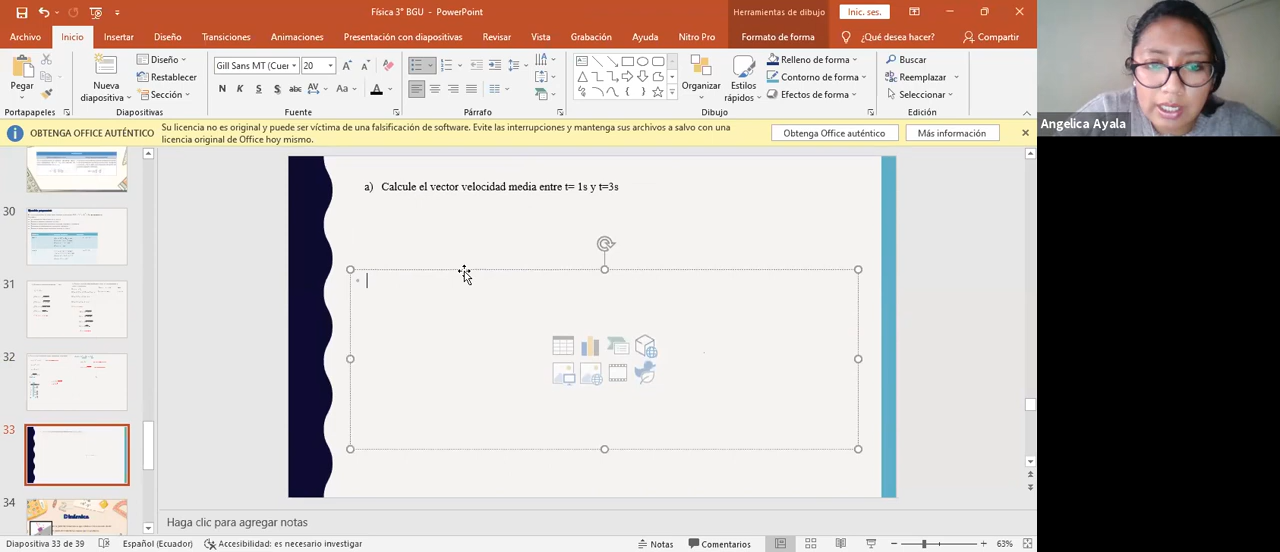 Física 3° BGU - PowerPoint
Herramientas de dibujo
Inic. ses.
Archivo Inicio Insertar Diseño Transiciones Animaciones Presentación con diapositivas Revisar Vista Grabación Ayuda Nitro Pro Formato de forma ¿Qué desea hacer? Compartir
Pegar
Nueva diapositiva
Diseño
Restablecer
Sección
Gill Sans MT (Cuer 20
N K S S abc AV Aa A
Organizar
Estilos rápidos
Relleno de forma
Contorno de forma
Efectos de forma
Buscar
Reemplazar
Seleccionar
Portapapeles Diapositivas Fuente Párrafo Dibujo Edición
OBTENGA OFFICE AUTÉNTICO
Su licencia no es original y puede ser víctima de una falsificación de software. Evite las interrupciones y mantenga sus archivos a salvo con una
licencia original de Office hoy mismo.
Obtenga Office auténtico
Más información
Angelica Ayala
30
31
32
33
34
Dinámica
a) Calcule el vector velocidad media entre t= 1s y t=3s
Haga clic para agregar notas
Diapositiva 33 de 39 Español (Ecuador) Accesibilidad: es necesario investigar Notas Comentarios 63%